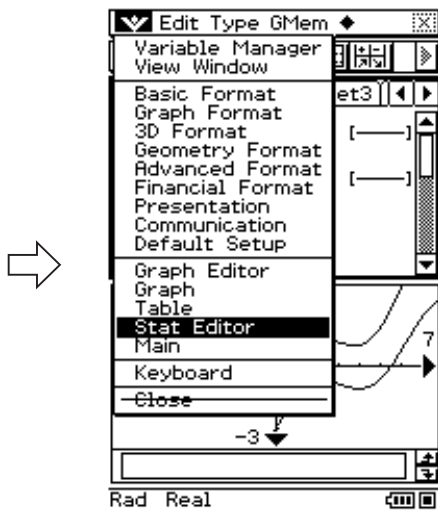 Edit Type GMem
Variable Manager
View Window
et3
Basic Format
Graph Format
3D Format
Geometry Format
Advanced Format
Financial Format
Presentation
Communication
Default Setup
Graph Editor
Graph
Table
Stat Editor
Main
7
Keyboard
Close
y
-3
Rad Real